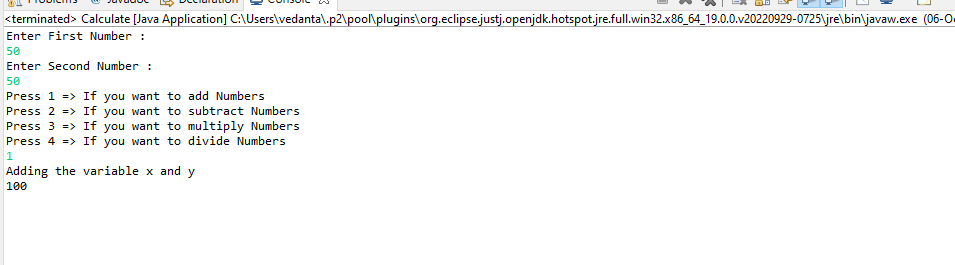 Problems Javadoc Declaration Console
<terminated> Calculate [Java Application] C:\Users\vedanta\.p2\pool\plugins\org.eclipse.justj.openjdk.hotspot.jre.full.win32.x86_64_19.0.0.v20220929-0725\jre\bin\javaw.exe (06-Oc
Enter First Number :
50
Enter Second Number :
50
Press 1 => If you want to add Numbers
Press 2 => If you want to subtract Numbers
Press 3 => If you want to multiply Numbers
Press 4 => If you want to divide Numbers
1
Adding the variable x and y
100